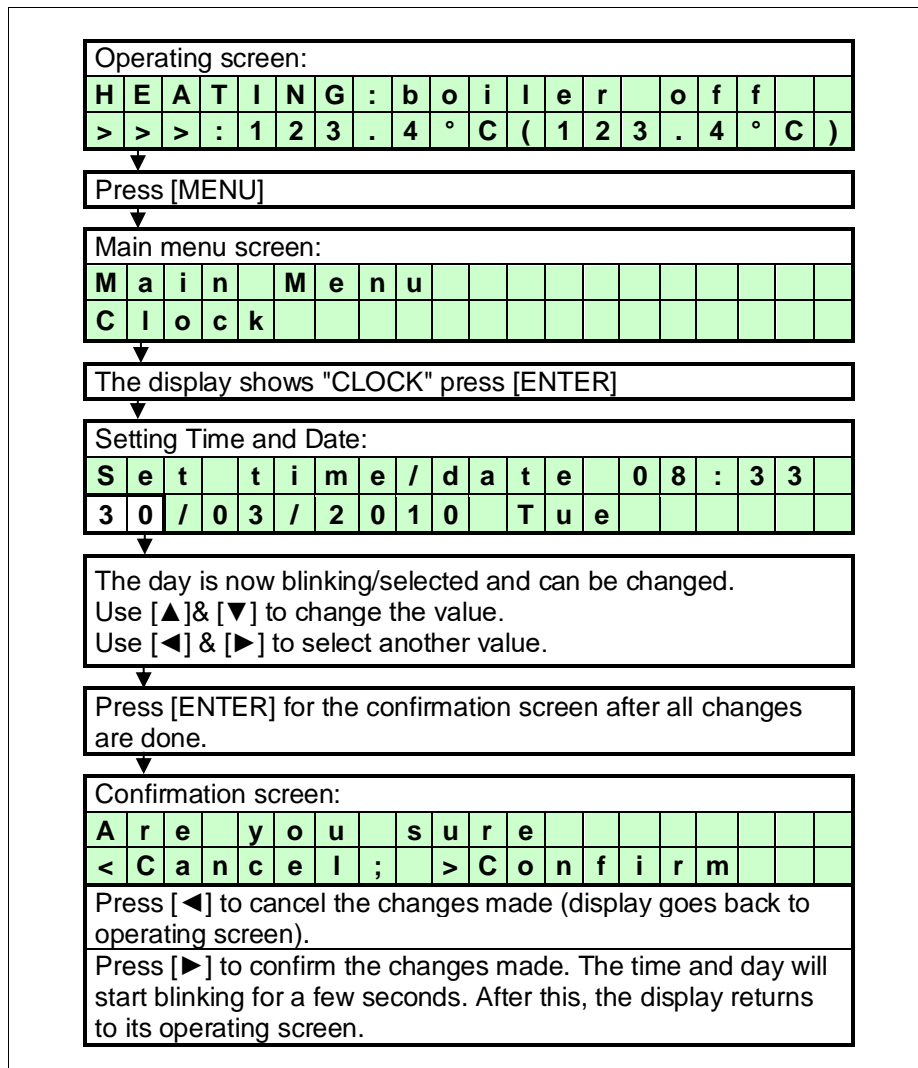 Operating screen:
HEATING:boiler off
>>>:123.4°C(123.4°C)
Press [MENU]
Main menu screen:
Main Menu
Clock
The display shows "CLOCK" press [ENTER]
Setting Time and Date:
Set time/date 08:33
30/03/2010 Tue
The day is now blinking/selected and can be changed.
Use [▲]& [▼] to change the value.
Use [◄] & [►] to select another value.
Press [ENTER] for the confirmation screen after all changes
are done.
Confirmation screen:
Are you sure
<Cancel; >Confirm
Press [◄] to cancel the changes made (display goes back to
operating screen).
Press [►] to confirm the changes made. The time and day will
start blinking for a few seconds. After this, the display returns
to its operating screen.